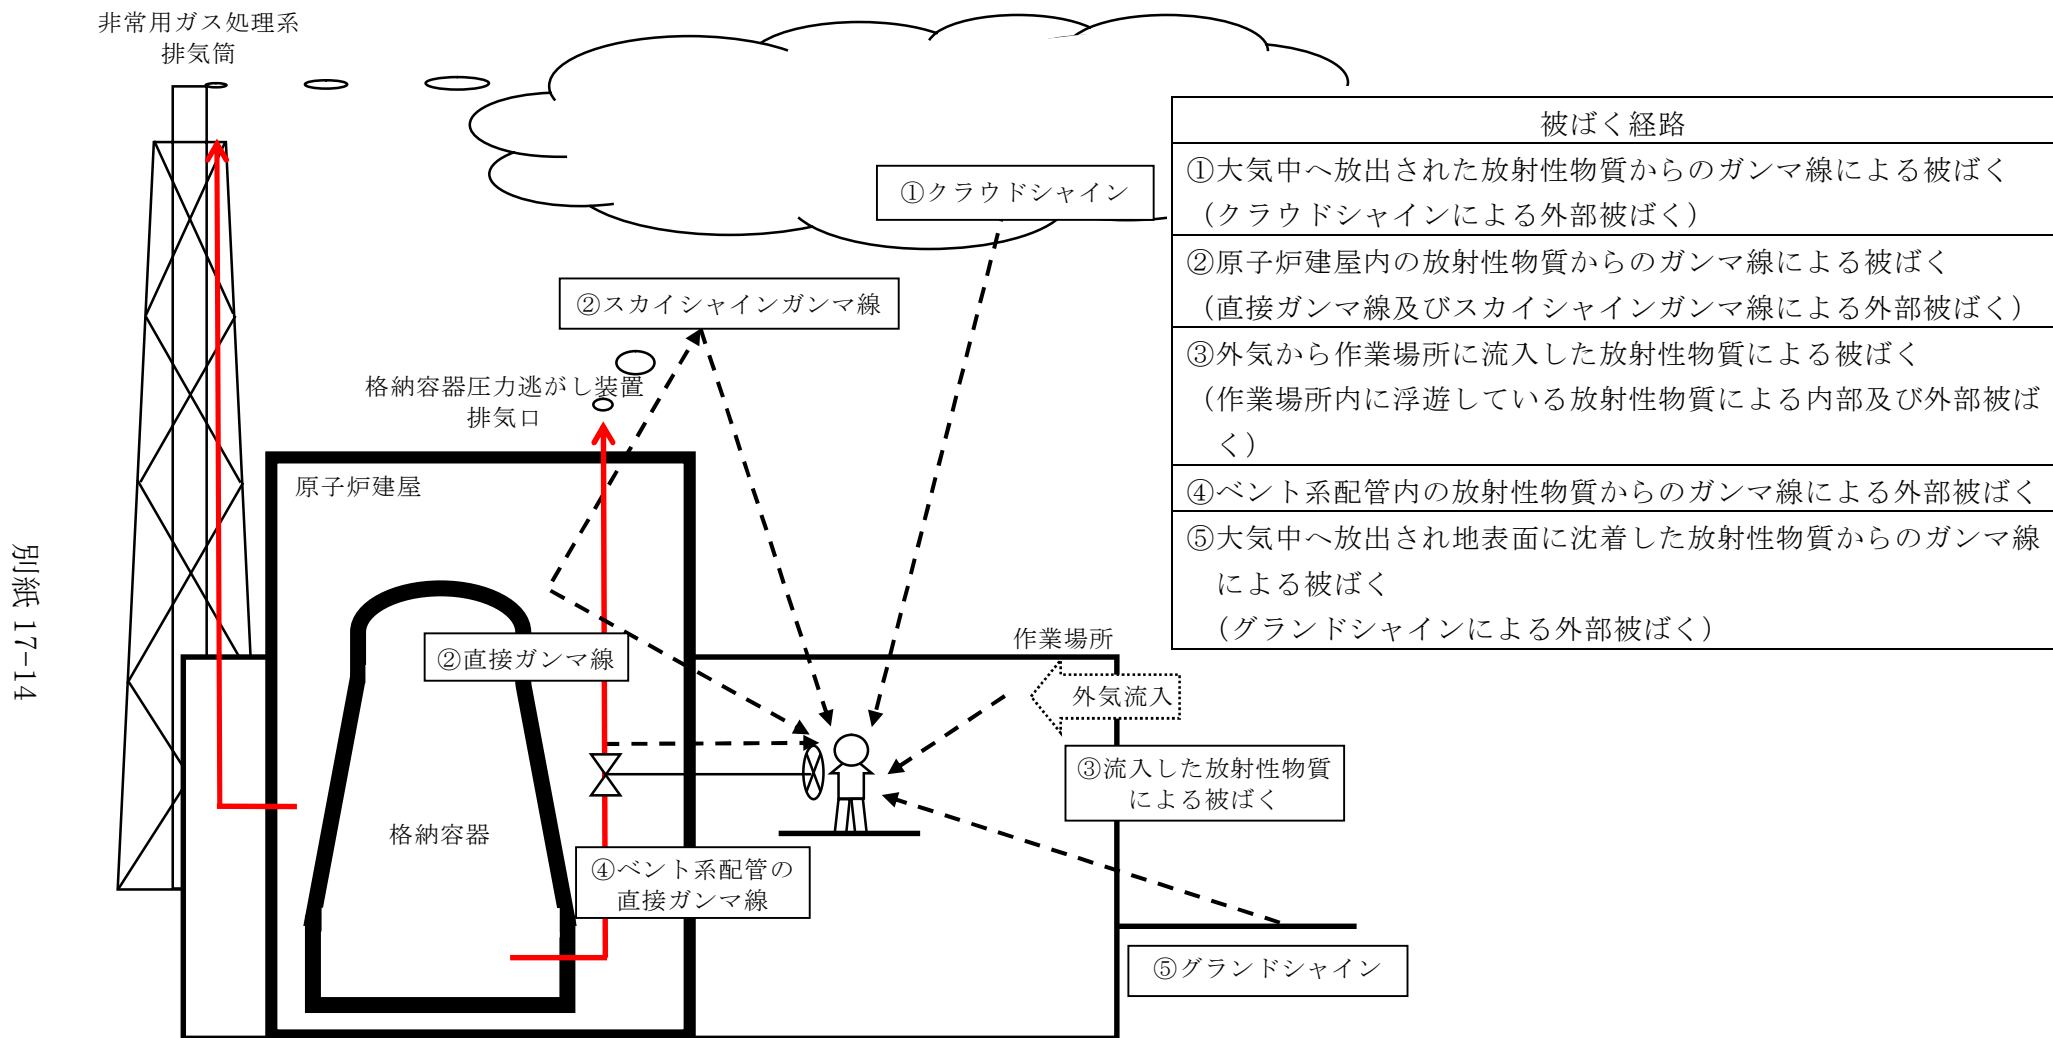 非常用ガス処理系
排気筒
①クラウドシャイン
②スカイシャインガンマ線
格納容器圧力逃がし装置
排気口
原子炉建屋
②直接ガンマ線
格納容器
④ベント系配管の
直接ガンマ線
作業場所
外気流入
③流入した放射性物質
による被ばく
⑤グランドシャイン
被ばく経路
①大気中へ放出された放射性物質からのガンマ線による被ばく
（クラウドシャインによる外部被ばく）
②原子炉建屋内の放射性物質からのガンマ線による被ばく
（直接ガンマ線及びスカイシャインガンマ線による外部被ばく）
③外気から作業場所に流入した放射性物質による被ばく
（作業場所内に浮遊している放射性物質による内部及び外部被ば
く）
④ベント系配管内の放射性物質からのガンマ線による外部被ばく
⑤大気中へ放出され地表面に沈着した放射性物質からのガンマ線
による被ばく
（グランドシャインによる外部被ばく）
別紙 17-14